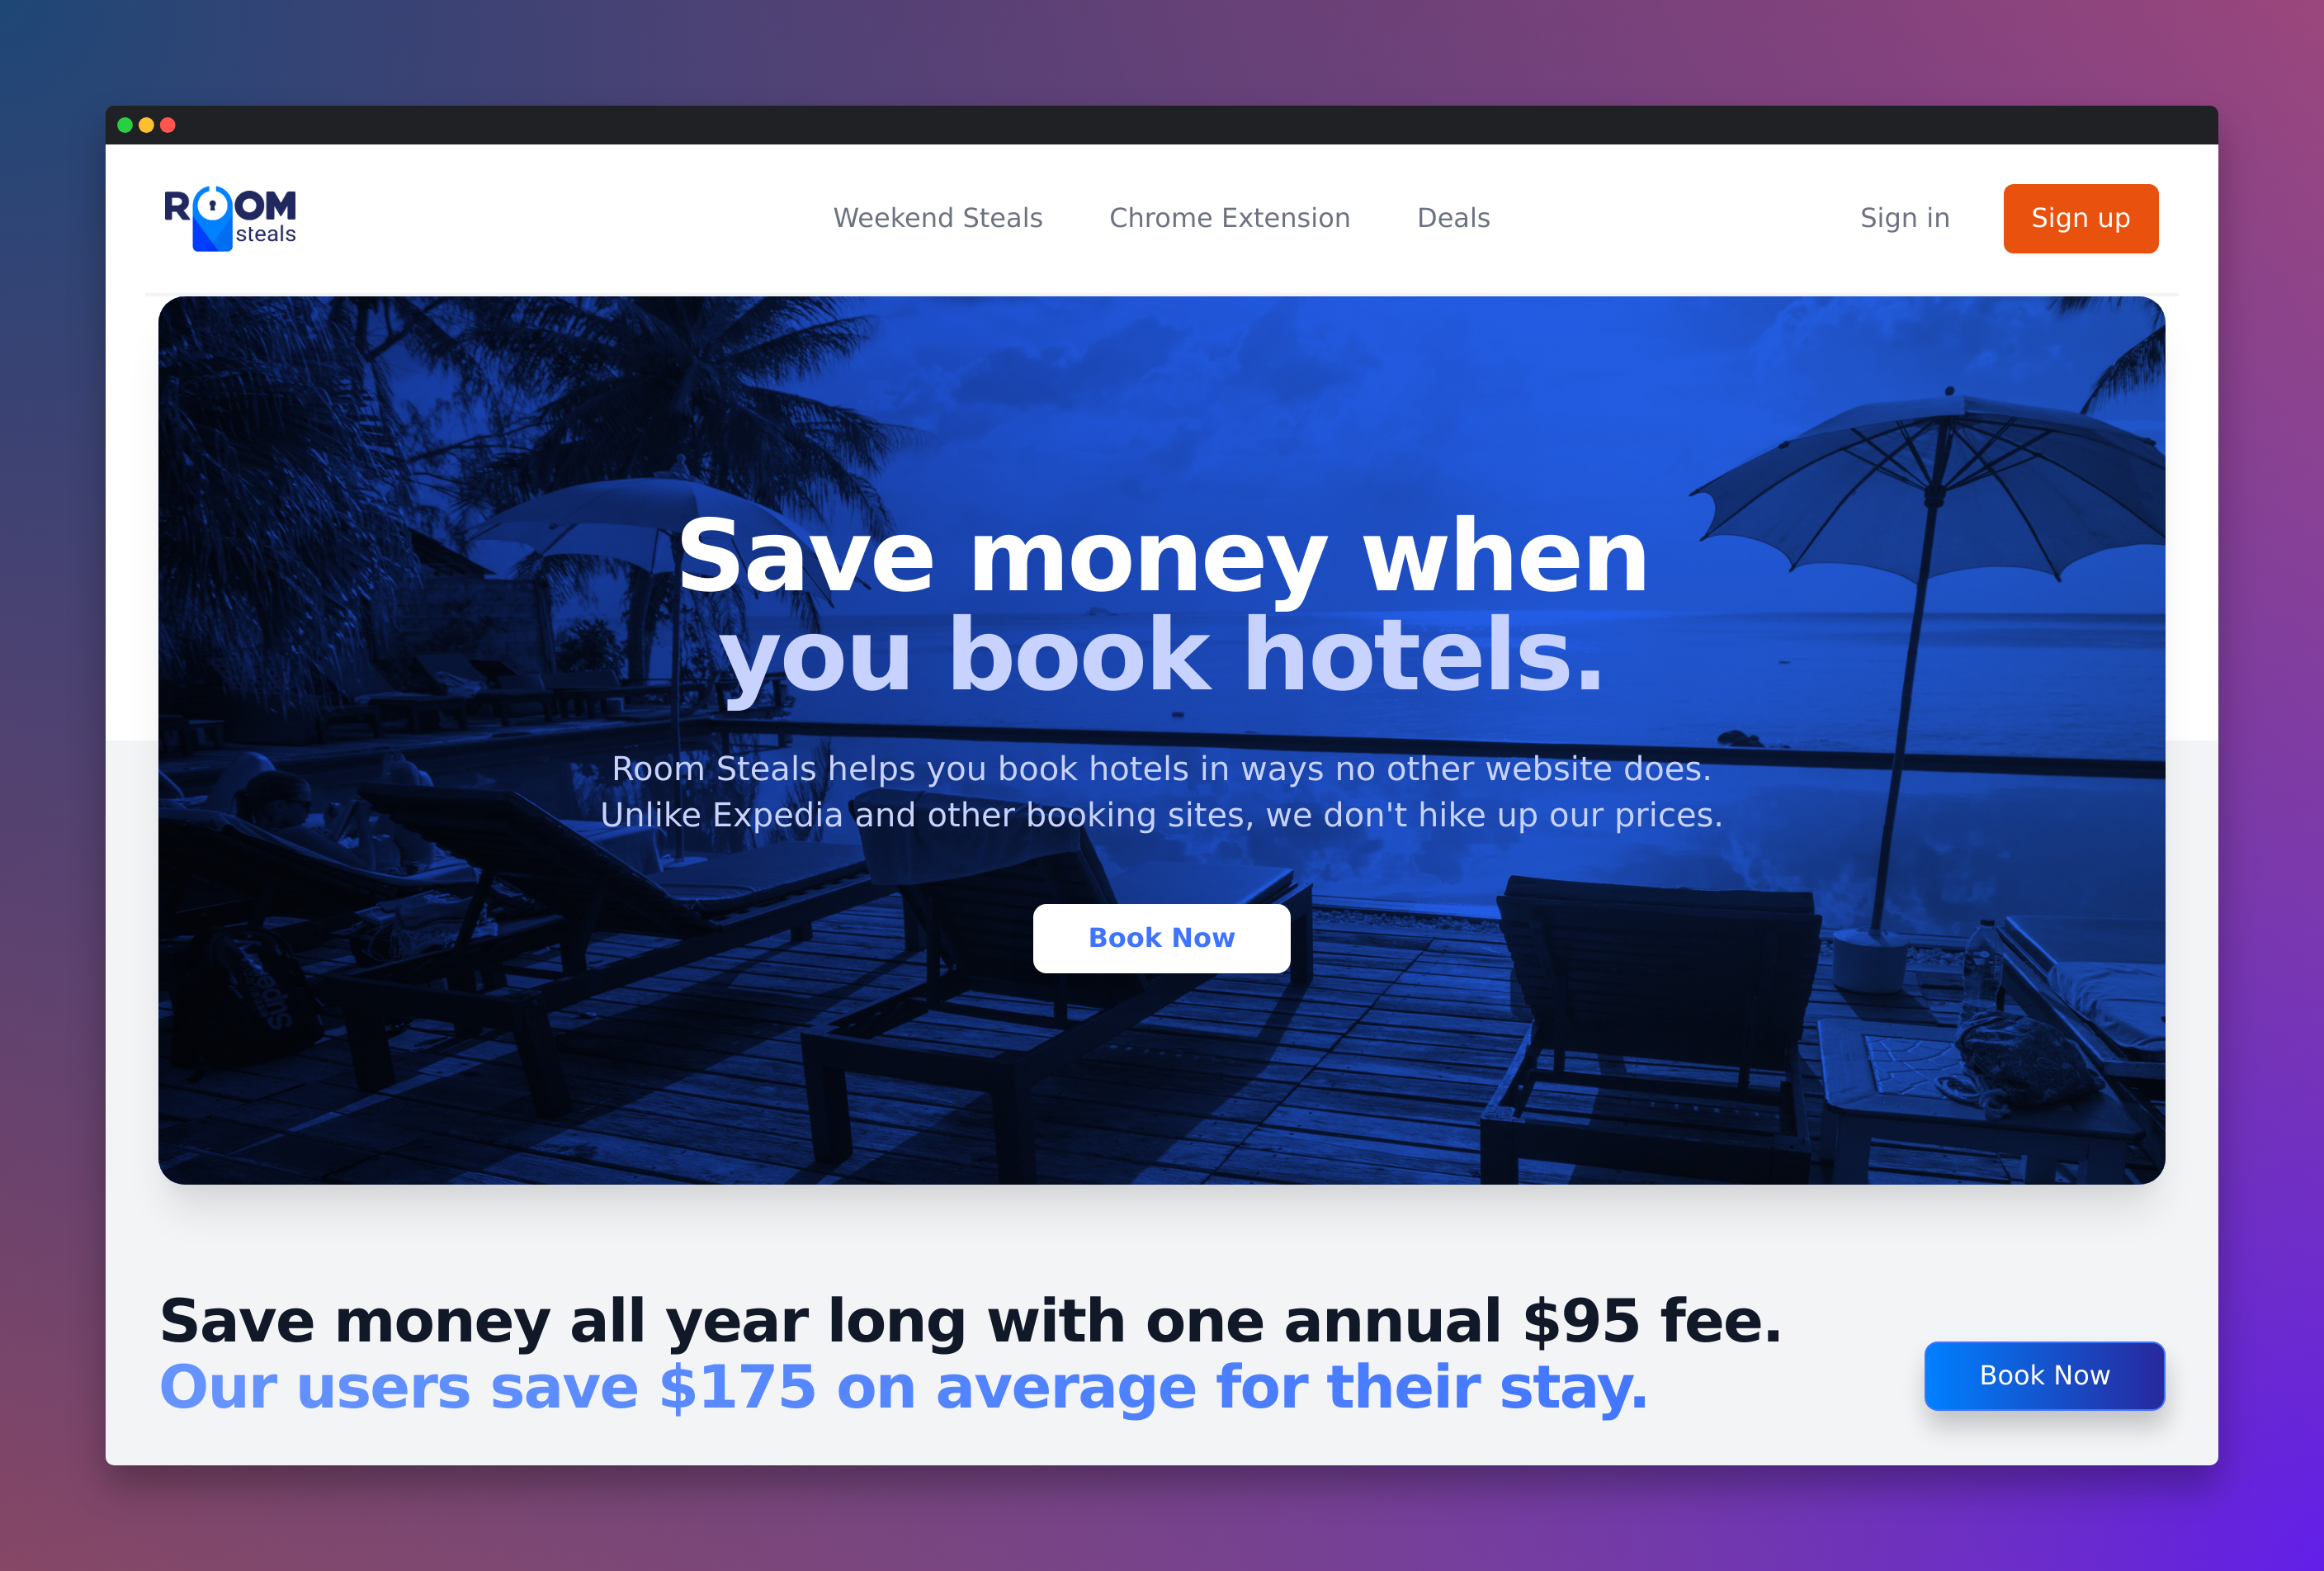 ROOM
steals
Weekend Steals
Chrome Extension
Deals
Sign in
Sign up
Save money when
you book hotels.
Room Steals helps you book hotels in ways no other website does.
Unlike Expedia and other booking sites, we don't hike up our prices.
Book Now
Superdry
Save money all year long with one annual $95 fee.
Our users save $175 on average for their stay.
Book Now